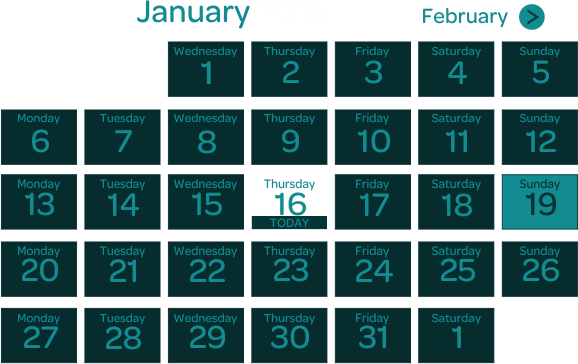 January
February >
Wednesday Thursday Friday Saturday Sunday
1 2 3 4 5
Monday Tuesday Wednesday Thursday Friday Saturday Sunday
6 7 8 9 10 11 12
Monday Tuesday Wednesday Thursday Friday Saturday Sunday
13 14 15 16 17 18 19
TODAY
Monday Tuesday Wednesday Thursday Friday Saturday Sunday
20 21 22 23 24 25 26
Monday Tuesday Wednesday Thursday Friday Saturday
27 28 29 30 31 1